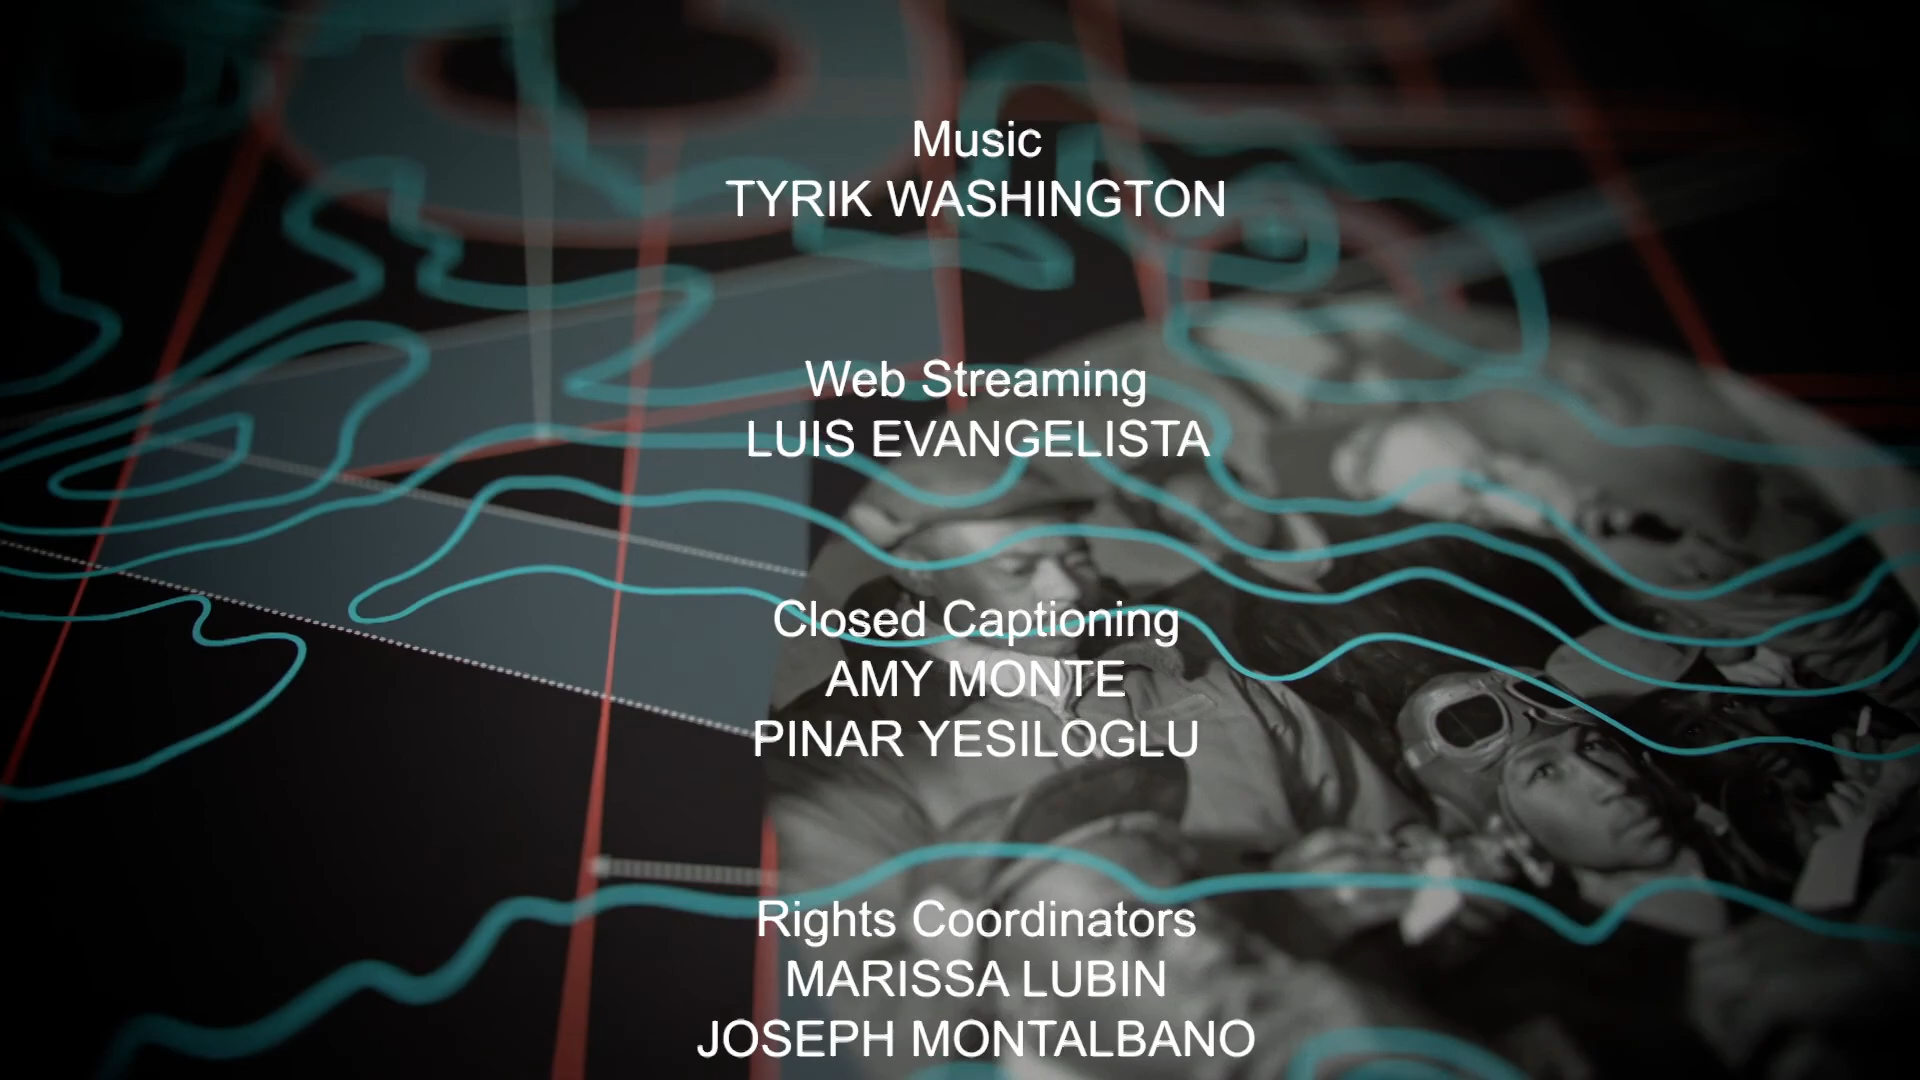 Music
TYRIK WASHINGTON
Web Streaming
LUIS EVANGELISTA
Closed Captioning
AMY MONTE
PINAR YESILOGLU
Rights Coordinators
MARISSA LUBIN
JOSEPH MONTALBANO